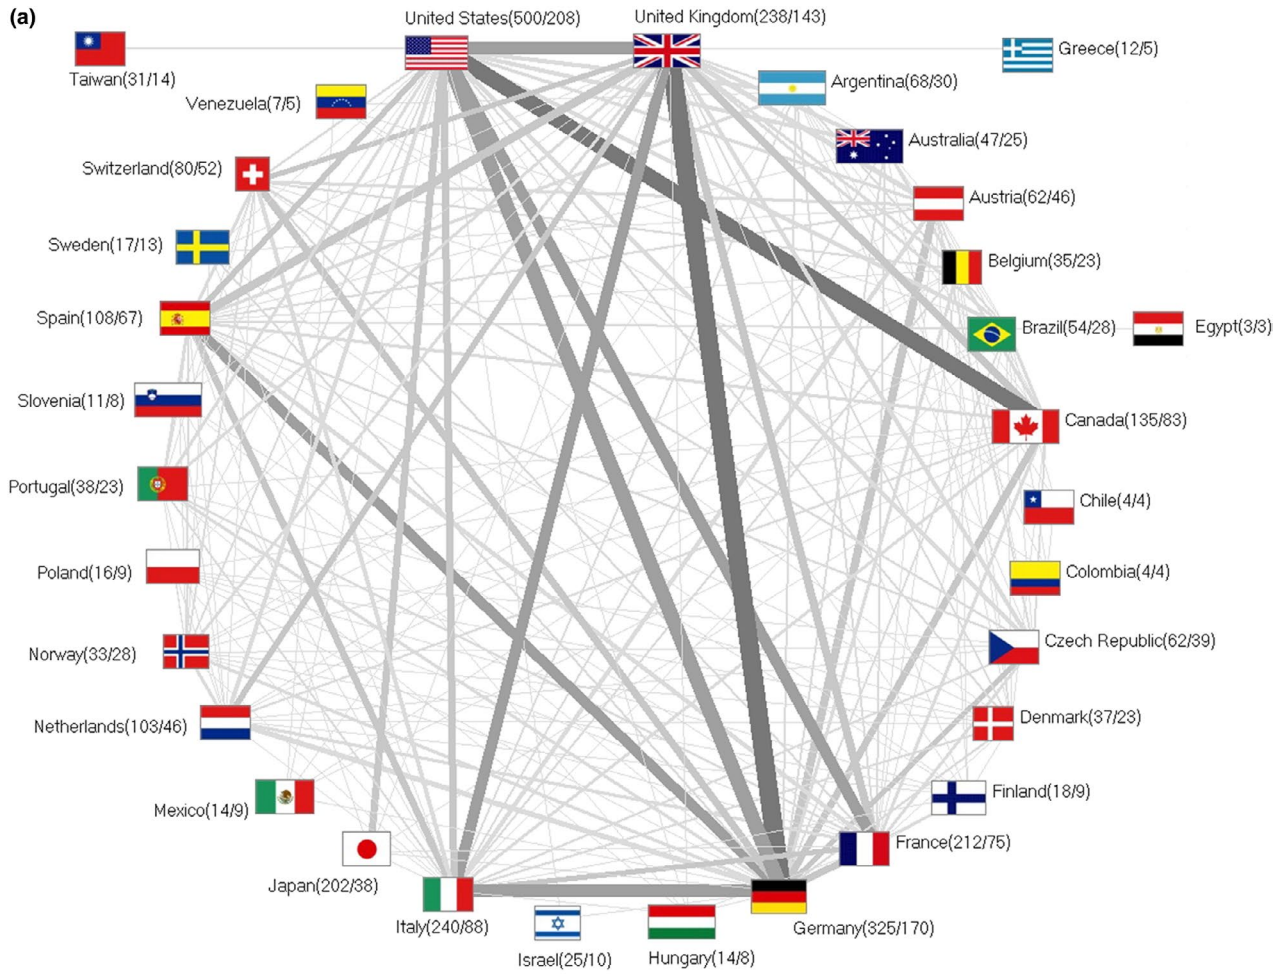 (a)
United States(500/208)
United Kingdom(238/143)
Taiwan(31/14)
Greece(12/5)
Venezuela(7/5)
Argentina(68/30)
Switzerland(80/52)
Australia(47/25)
Sweden(17/13)
Austria(62/46)
Belgium(35/23)
Spain(108/67)
Brazil(54/28)
Egypt(3/3)
Slovenia(11/8)
Canada(135/83)
Portugal(38/23)
Chile(4/4)
Poland(16/9)
Colombia(4/4)
Norway(33/28)
Czech Republic(62/39)
Netherlands(103/46)
Denmark(37/23)
Mexico(14/9)
Finland(18/9)
Japan(202/38)
France(212/75)
Italy(240/88)
Germany(325/170)
Israel(25/10)
Hungary(14/8)